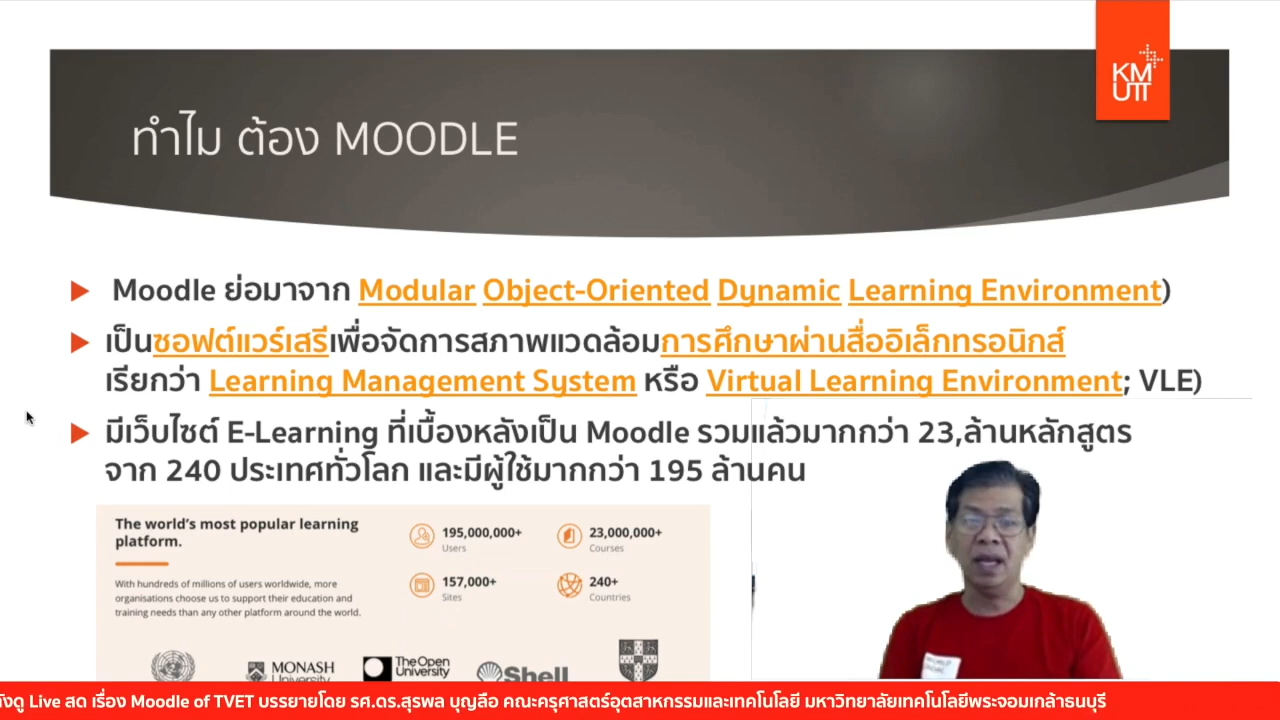 KM
UTT
ทำไม ต้อง MOODLE
Moodle ย่อมาจาก Modular Object-Oriented Dynamic Learning Environment)
เป็นซอฟต์แวร์เสรีเพื่อจัดการสภาพแวดล้อมการศึกษาผ่านสื่ออิเล็กทรอนิกส์
เรียกว่า Learning Management System หรือ Virtual Learning Environment; VLE)
มีเว็บไซต์ E-Learning ที่เบื้องหลังเป็น Moodle รวมแล้วมากกว่า 23,ล้านหลักสูตร
จาก 240 ประเทศทั่วโลก และมีผู้ใช้มากกว่า 195 ล้านคน
The world's most popular learning
platform.
With hundreds of millions of users worldwide, more
organisations choose us to support their education and
training needs than any other platform around the world.
195,000,000+
Users
23,000,000+
Courses
157,000+
Sites
240+
Countries
MONASH
University
The Open
University
Shell
ดู Live สด เรื่อง Moodle of TVET บรรยายโดย รศ.ดร.สุรพล บุญลือ คณะครุศาสตร์อุตสาหกรรมและเทคโนโลยี มหาวิทยาลัยเทคโนโลยีพระจอมเกล้าธนบุรี